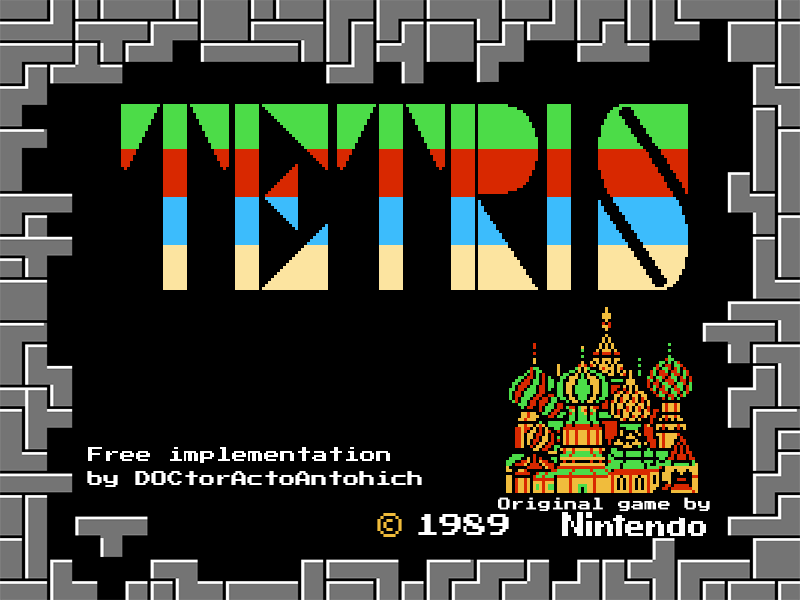 TETRIS
Free implementation
by DOCtorActoAntohich
Original game by
© 1989 Nintendo